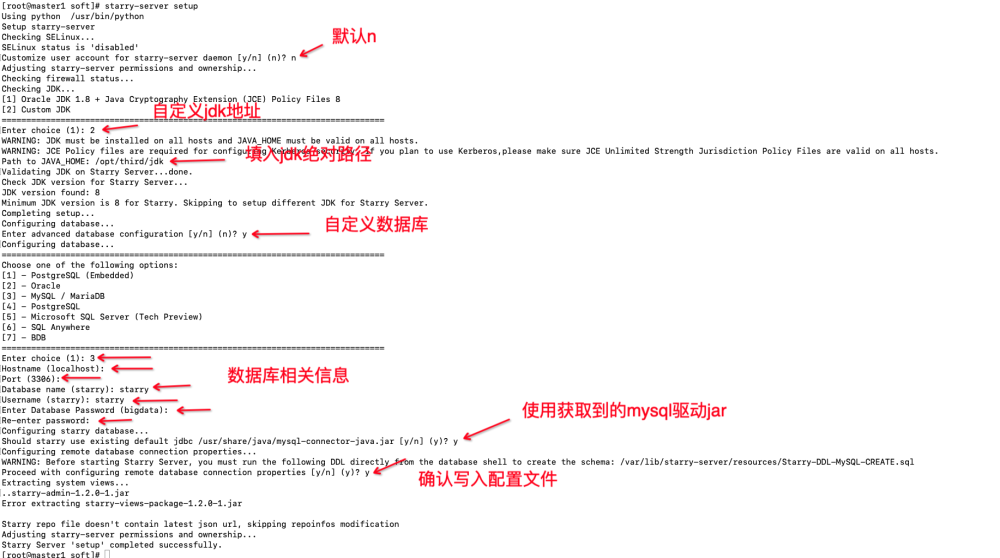 [root@master1 soft]# starry-server setup
Using python  /usr/bin/python
Setup starry-server
Checking SELinux...
SELinux status is 'disabled'
默认n
Customize user account for starry-server daemon [y/n] (n)? n
Adjusting starry-server permissions and ownership...
Checking firewall status...
Checking JDK...
[1] Oracle JDK 1.8 + Java Cryptography Extension (JCE) Policy Files 8
[2] Custom JDK
自定义jdk地址
==============================================================================
Enter choice (1): 2
WARNING: JDK must be installed on all hosts and JAVA_HOME must be valid on all hosts.
WARNING: JCE Policy files are required for configuring Kerberos security. If you plan to use Kerberos,please make sure JCE Unlimited Strength Jurisdiction Policy Files are valid on all hosts.
填入jdk绝对路径
Path to JAVA_HOME: /opt/third/jdk
Validating JDK on Starry Server...done.
Check JDK version for Starry Server...
JDK version found: 8
Minimum JDK version is 8 for Starry. Skipping to setup different JDK for Starry Server.
Completing setup...
Configuring database...
自定义数据库
Enter advanced database configuration [y/n] (n)? y
Configuring database...
==============================================================================
Choose one of the following options:
[1] - PostgreSQL (Embedded)
[2] - Oracle
[3] - MySQL / MariaDB
[4] - PostgreSQL
[5] - Microsoft SQL Server (Tech Preview)
[6] - SQL Anywhere
[7] - BDB
==============================================================================
Enter choice (1): 3
Hostname (localhost):
数据库相关信息
Port (3306):
Database name (starry): starry
Username (starry): starry
Enter Database Password (bigdata):
使用获取到的mysql驱动jar
Re-enter password:
Configuring starry database...
Should starry use existing default jdbc /usr/share/java/mysql-connector-java.jar [y/n] (y)? y
Configuring remote database connection properties...
WARNING: Before starting Starry Server, you must run the following DDL directly from the database shell to create the schema: /var/lib/starry-server/resources/Starry-DDL-MySQL-CREATE.sql
Proceed with configuring remote database connection properties [y/n] (y)? y
确认写入配置文件
Extracting system views...
..starry-admin-1.2.0-1.jar
Error extracting starry-views-package-1.2.0-1.jar
Starry repo file doesn't contain latest json url, skipping repoinfos modification
Adjusting starry-server permissions and ownership...
Starry Server 'setup' completed successfully.
[root@master1 soft]#